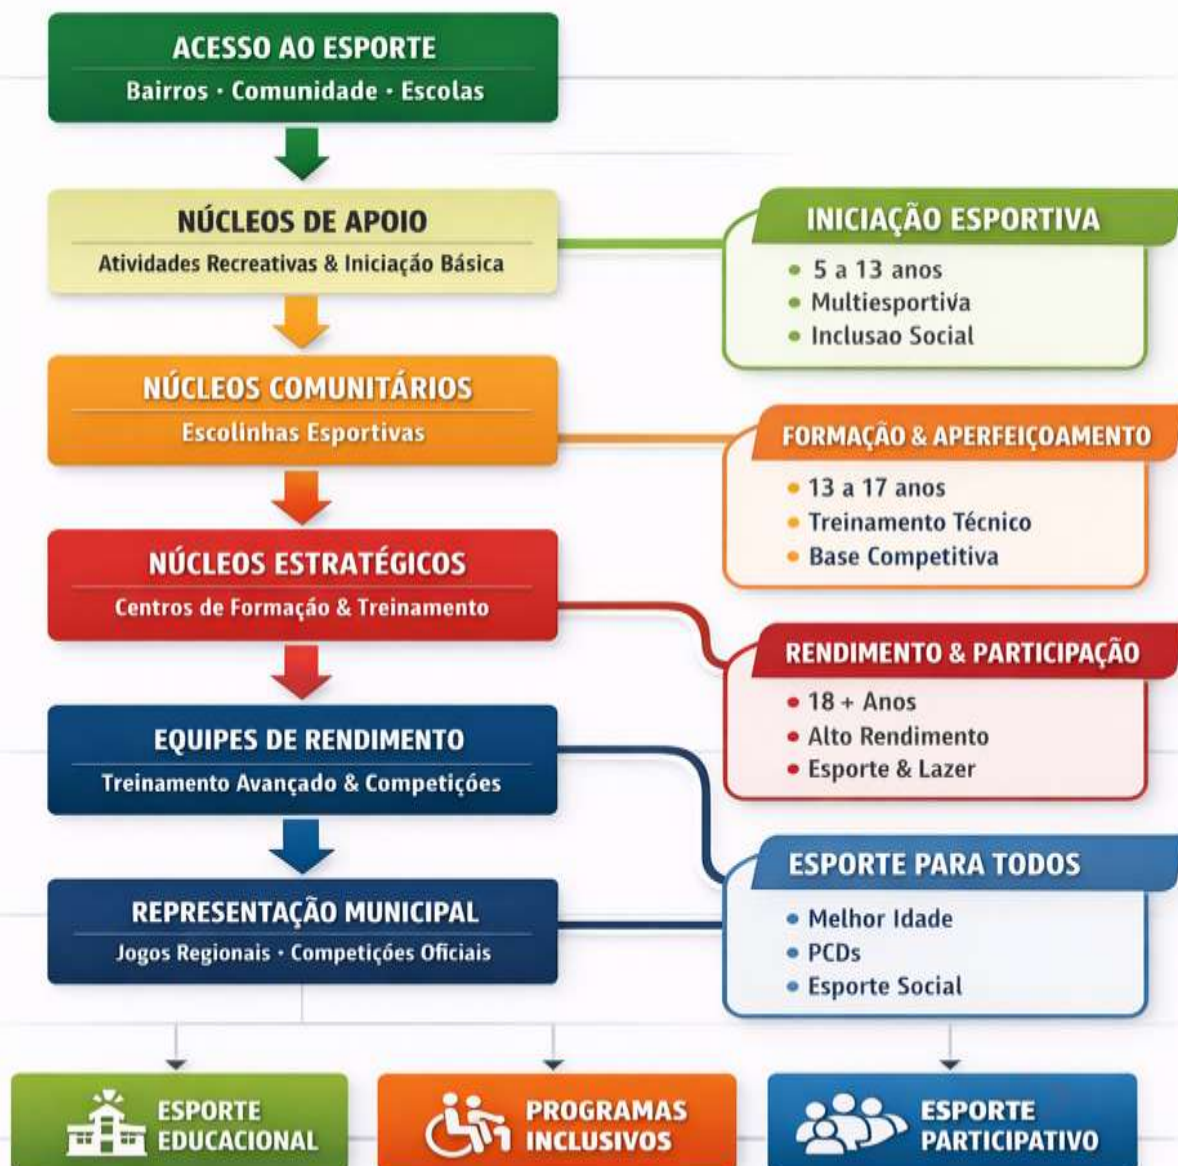 ACESSO AO ESPORTE
Bairros · Comunidade · Escolas
NÚCLEOS DE APOIO
Atividades Recreativas & Iniciação Básica
INICIAÇÃO ESPORTIVA
• 5 a 13 anos
• Multiesportiva
• Inclusao Social
NÚCLEOS COMUNITÁRIOS
Escolinhas Esportivas
FORMAÇÃO & APERFEIÇOAMENTO
• 13 a 17 anos
• Treinamento Técnico
• Base Competitiva
NÚCLEOS ESTRATÉGICOS
Centros de Formação & Treinamento
RENDIMENTO & PARTICIPAÇÃO
• 18 + Anos
• Alto Rendimento
• Esporte & Lazer
EQUIPES DE RENDIMENTO
Treinamento Avançado & Competições
REPRESENTAÇÃO MUNICIPAL
Jogos Regionais · Competições Oficiais
ESPORTE PARA TODOS
• Melhor Idade
• PCDs
• Esporte Social
ESPORTE
EDUCACIONAL
PROGRAMAS
INCLUSIVOS
ESPORTE
PARTICIPATIVO